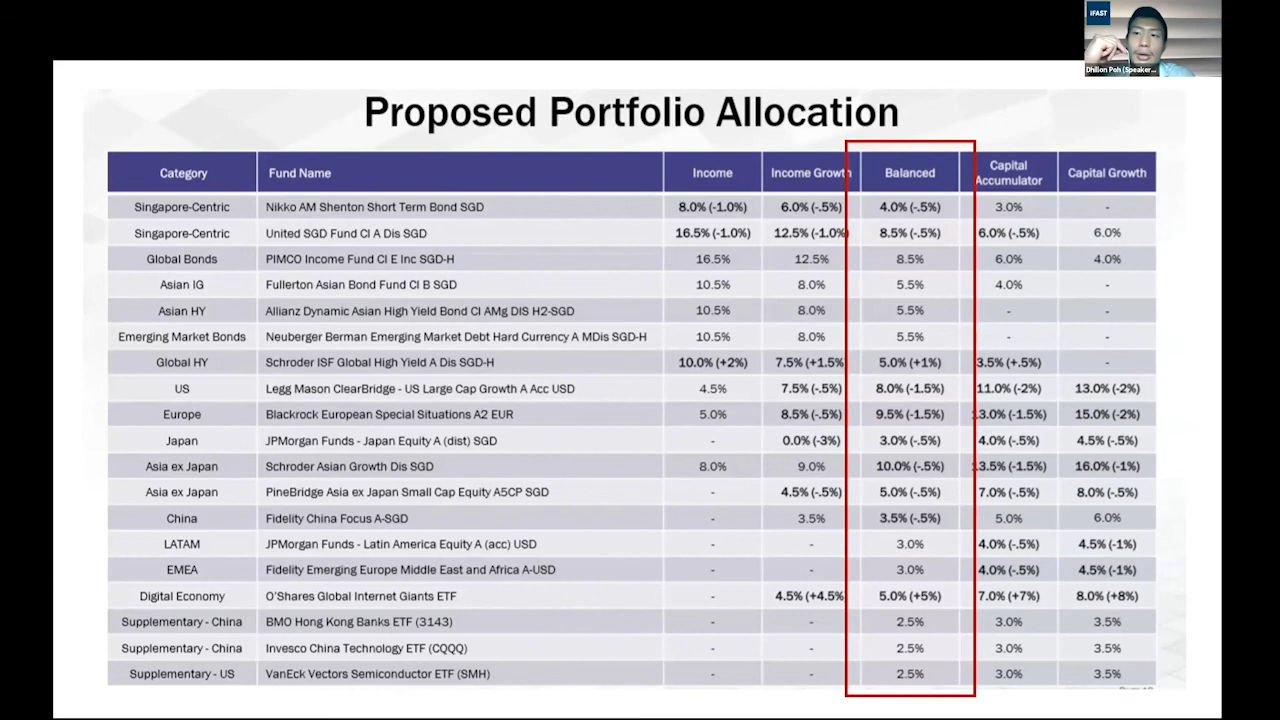 iFAST
Dhillon Poh (Speaker...
Proposed Portfolio Allocation
Category Fund Name Income Income Growth Balanced Capital Accumulator Capital Growth
Singapore-Centric Nikko AM Shenton Short Term Bond SGD 8.0% (-1.0%) 6.0% (-.5%) 4.0% (-.5%) 3.0% -
Singapore-Centric United SGD Fund Cl A Dis SGD 16.5% (-1.0%) 12.5% (-1.0% 8.5% (-.5%) 6.0% (-.5%) 6.0%
Global Bonds PIMCO Income Fund Cl E Inc SGD-H 16.5% 12.5% 8.5% 6.0% 4.0%
Asian IG Fullerton Asian Bond Fund Cl B SGD 10.5% 8.0% 5.5% 4.0%
Asian HY Allianz Dynamic Asian High Yield Bond Cl AMg DIS H2-SGD 10.5% 8.0% 5.5% - -
Emerging Market Bonds Neuberger Berman Emerging Market Debt Hard Currency A MDis SGD-H 10.5% 8.0% 5.5% - -
Global HY Schroder ISF Global High Yield A Dis SGD-H 10.0% (+2%) 7.5% (+1.5% 5.0% (+1%) 3.5% (+.5%) -
US Legg Mason ClearBridge - US Large Cap Growth A Acc USD 4.5% 7.5% (-.5%) 8.0% (-1.5%) 11.0% (-2%) 13.0% (-2%)
Europe Blackrock European Special Situations A2 EUR 5.0% 8.5% (-.5%) 9.5% (-1.5%) 13.0% (-1.5%) 15.0% (-2%)
Japan JPMorgan Funds - Japan Equity A (dist) SGD - 0.0% (-3%) 3.0% (-.5%) 4.0% (-.5%) 4.5% (-.5%)
Asia ex Japan Schroder Asian Growth Dis SGD 8.0% 9.0% 10.0% (-.5%) 13.5% (-1.5%) 16.0% (-1%)
Asia ex Japan PineBridge Asia ex Japan Small Cap Equity A5CP SGD - 4.5% (-.5%) 5.0% (-.5%) 7.0% (-.5%) 8.0% (-.5%)
China Fidelity China Focus A-SGD - 3.5% 3.5% (-.5%) 5.0% 6.0%
LATAM JPMorgan Funds - Latin America Equity A (acc) USD - - 3.0% 4.0% (-.5%) 4.5% (-1%)
EMEA Fidelity Emerging Europe Middle East and Africa A-USD - - 3.0% 4.0% (-.5%) 4.5% (-1%)
Digital Economy O'Shares Global Internet Giants ETF - 4.5% (+4.5% 5.0% (+5%) 7.0% (+7%) 8.0% (+8%)
Supplementary - China BMO Hong Kong Banks ETF (3143) - - 2.5% 3.0% 3.5%
Supplementary - China Invesco China Technology ETF (CQQQ) - - 2.5% 3.0% 3.5%
Supplementary - US VanEck Vectors Semiconductor ETF (SMH) - - 2.5% 3.0% 3.5%